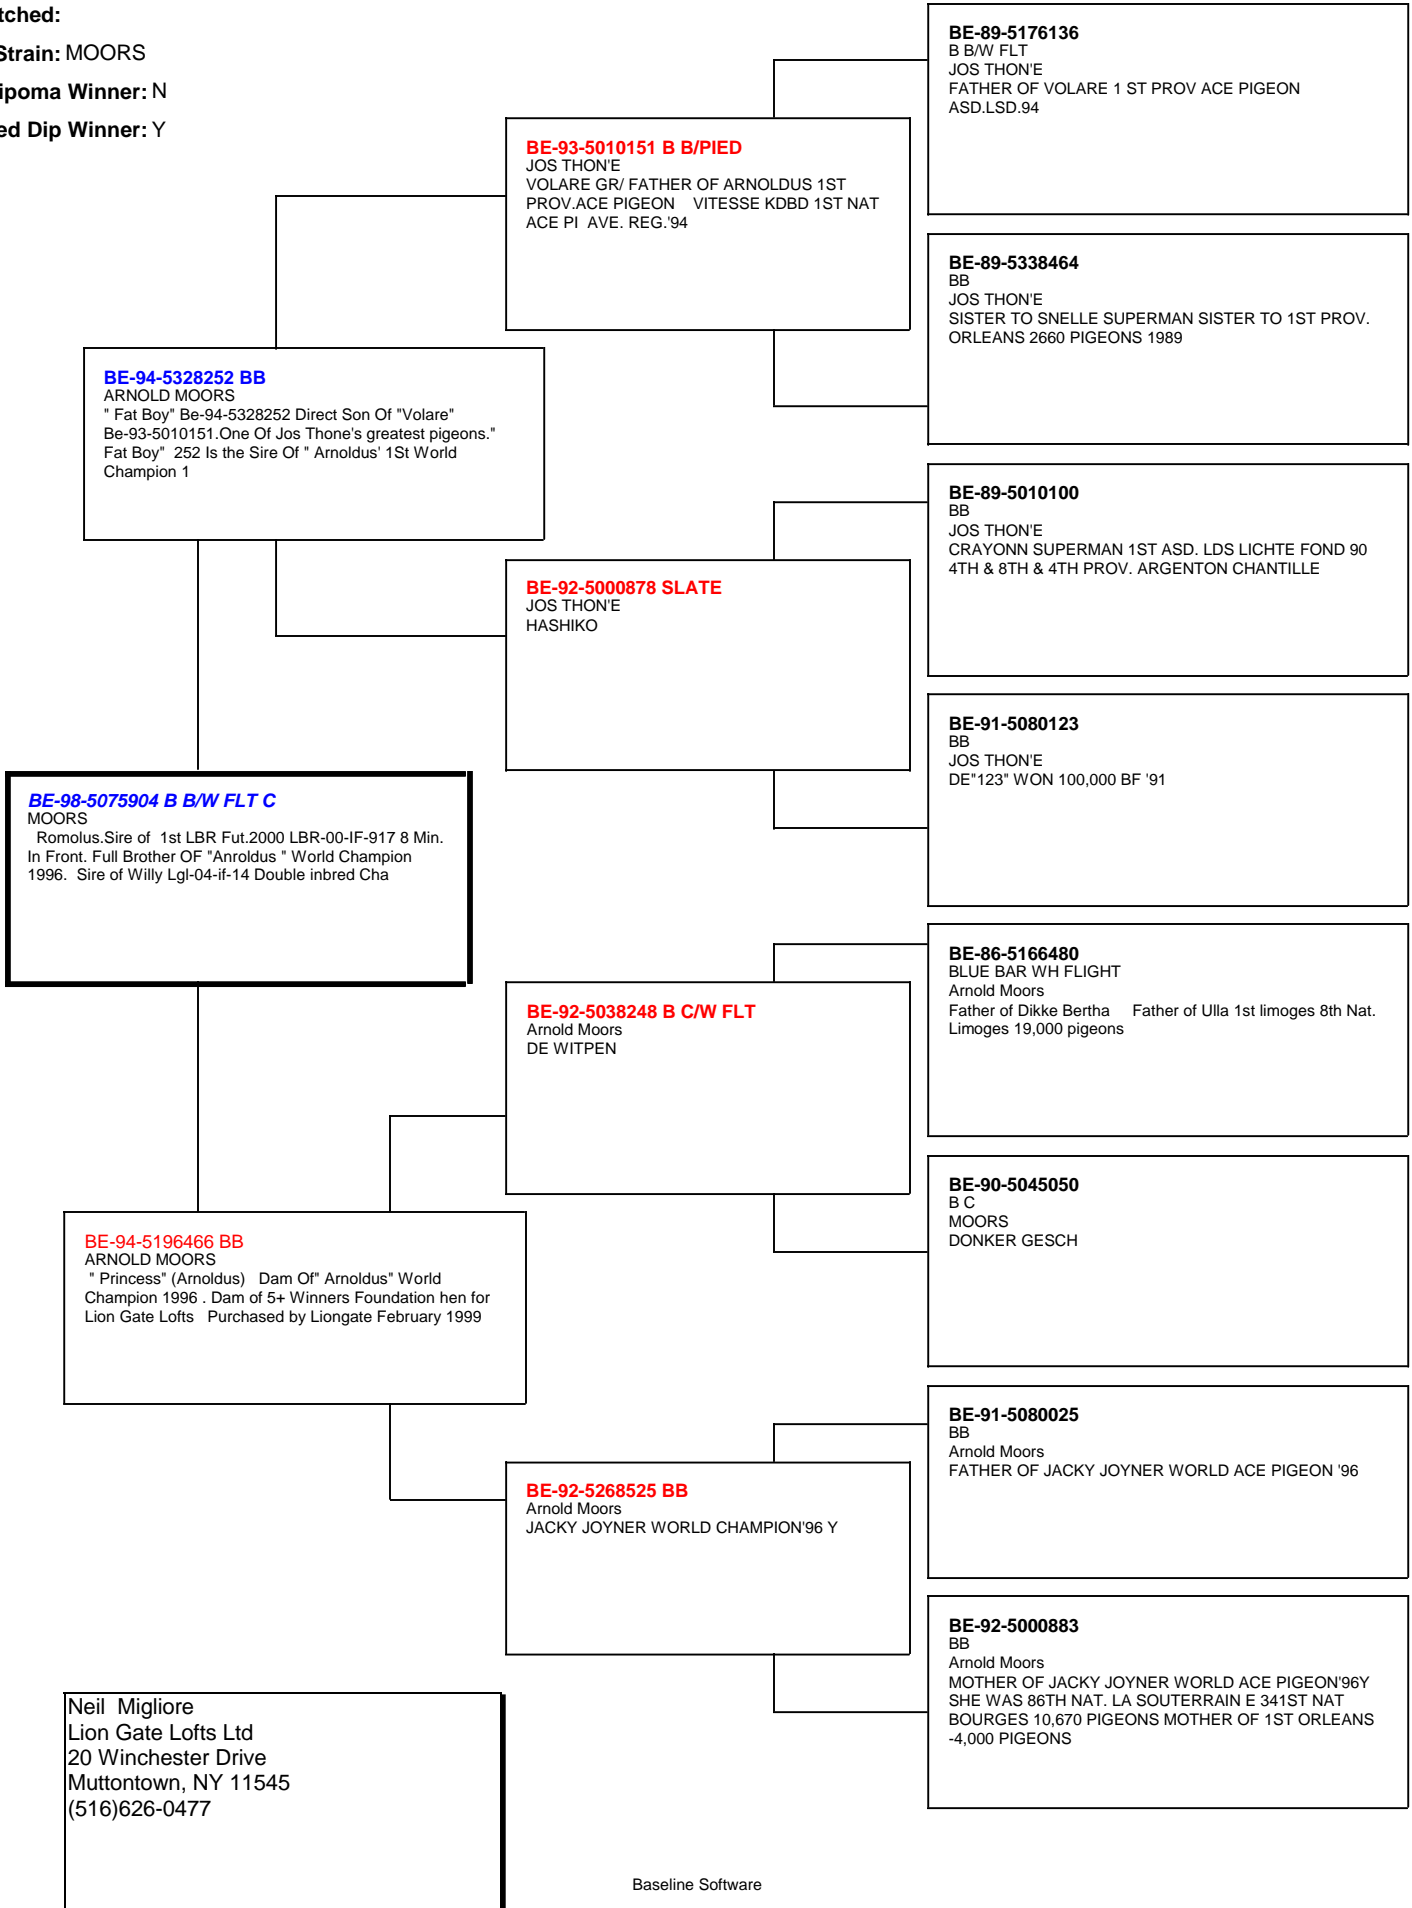 tched:
Strain: MOORS
ipoma Winner: N
ed Dip Winner: Y
BE-98-5075904 B B/W FLT C
MOORS
Romolus.Sire of 1st LBR Fut.2000 LBR-00-IF-917 8 Min.
In Front. Full Brother OF "Anroldus " World Champion
1996. Sire of Willy Lgl-04-if-14 Double inbred Cha
BE-94-5328252 BB
ARNOLD MOORS
" Fat Boy" Be-94-5328252 Direct Son Of "Volare"
Be-93-5010151.One Of Jos Thone's greatest pigeons."
Fat Boy" 252 Is the Sire Of " Arnoldus' 1St World
Champion 1
BE-94-5196466 BB
ARNOLD MOORS
" Princess" (Arnoldus) Dam Of" Arnoldus" World
Champion 1996 . Dam of 5+ Winners Foundation hen for
Lion Gate Lofts Purchased by Liongate February 1999
BE-93-5010151 B B/PIED
JOS THON'E
VOLARE GR/ FATHER OF ARNOLDUS 1ST
PROV.ACE PIGEON VITESSE KDBD 1ST NAT
ACE PI AVE. REG.'94
BE-92-5000878 SLATE
JOS THON'E
HASHIKO
BE-92-5038248 B C/W FLT
Arnold Moors
DE WITPEN
BE-92-5268525 BB
Arnold Moors
JACKY JOYNER WORLD CHAMPION'96 Y
BE-89-5176136
B B/W FLT
JOS THON'E
FATHER OF VOLARE 1 ST PROV ACE PIGEON
ASD.LSD.94
BE-89-5338464
BB
JOS THON'E
SISTER TO SNELLE SUPERMAN SISTER TO 1ST PROV.
ORLEANS 2660 PIGEONS 1989
BE-89-5010100
BB
JOS THON'E
CRAYONN SUPERMAN 1ST ASD. LDS LICHTE FOND 90
4TH & 8TH & 4TH PROV. ARGENTON CHANTILLE
BE-91-5080123
BB
JOS THON'E
DE"123" WON 100,000 BF '91
BE-86-5166480
BLUE BAR WH FLIGHT
Arnold Moors
Father of Dikke Bertha Father of Ulla 1st limoges 8th Nat.
Limoges 19,000 pigeons
BE-90-5045050
B C
MOORS
DONKER GESCH
BE-91-5080025
BB
Arnold Moors
FATHER OF JACKY JOYNER WORLD ACE PIGEON '96
BE-92-5000883
BB
Arnold Moors
MOTHER OF JACKY JOYNER WORLD ACE PIGEON'96Y
SHE WAS 86TH NAT. LA SOUTERRAIN E 341ST NAT
BOURGES 10,670 PIGEONS MOTHER OF 1ST ORLEANS
-4,000 PIGEONS
Neil Migliore
Lion Gate Lofts Ltd
20 Winchester Drive
Muttontown, NY 11545
(516)626-0477
Baseline Software